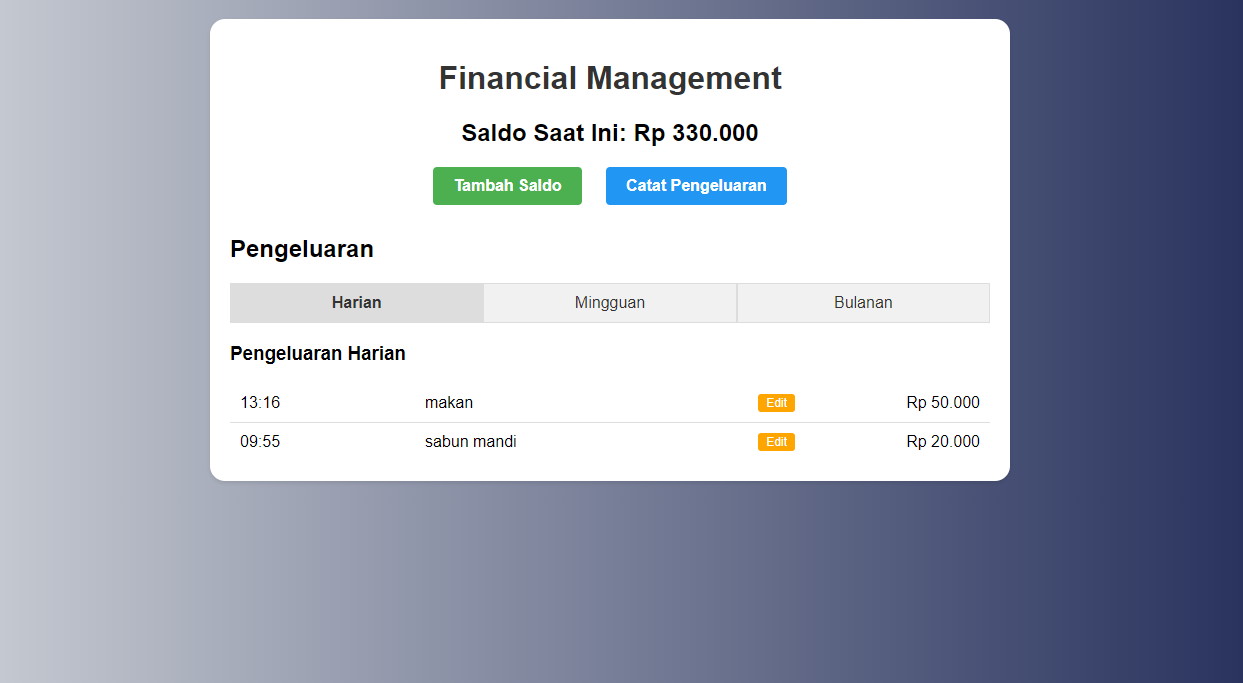 Financial Management
Saldo Saat Ini: Rp 330.000
Tambah Saldo Catat Pengeluaran
Pengeluaran
Harian Mingguan Bulanan
Pengeluaran Harian
13:16 makan Edit Rp 50.000
09:55 sabun mandi Edit Rp 20.000